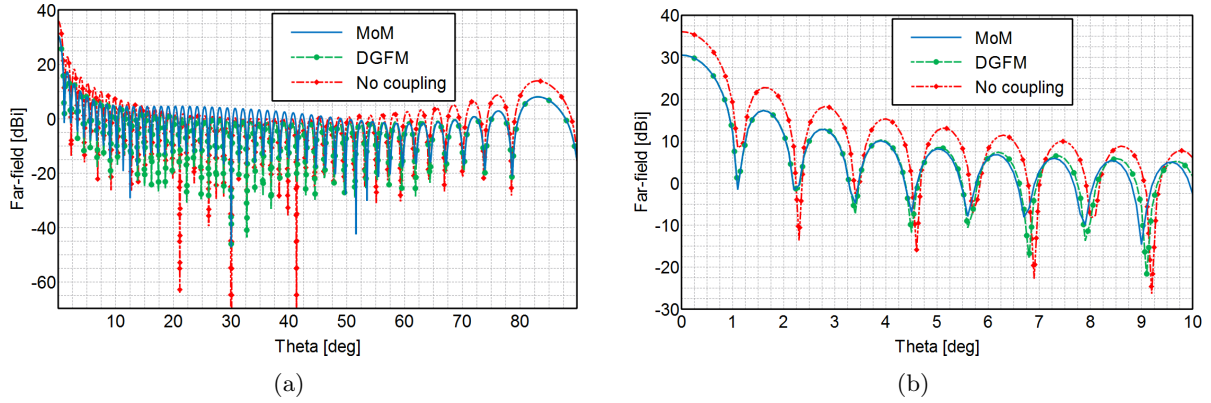 40
20
0
-20
-40
-60
Far-field [dBi]
MoM
DGFM
No coupling
10 20 30 40 50 60 70 80
Theta [deg]
(a)
40
30
20
10
0
-10
-20
-30
Far-field [dBi]
MoM
DGFM
No coupling
0 1 2 3 4 5 6 7 8 9 10
Theta [deg]
(b)